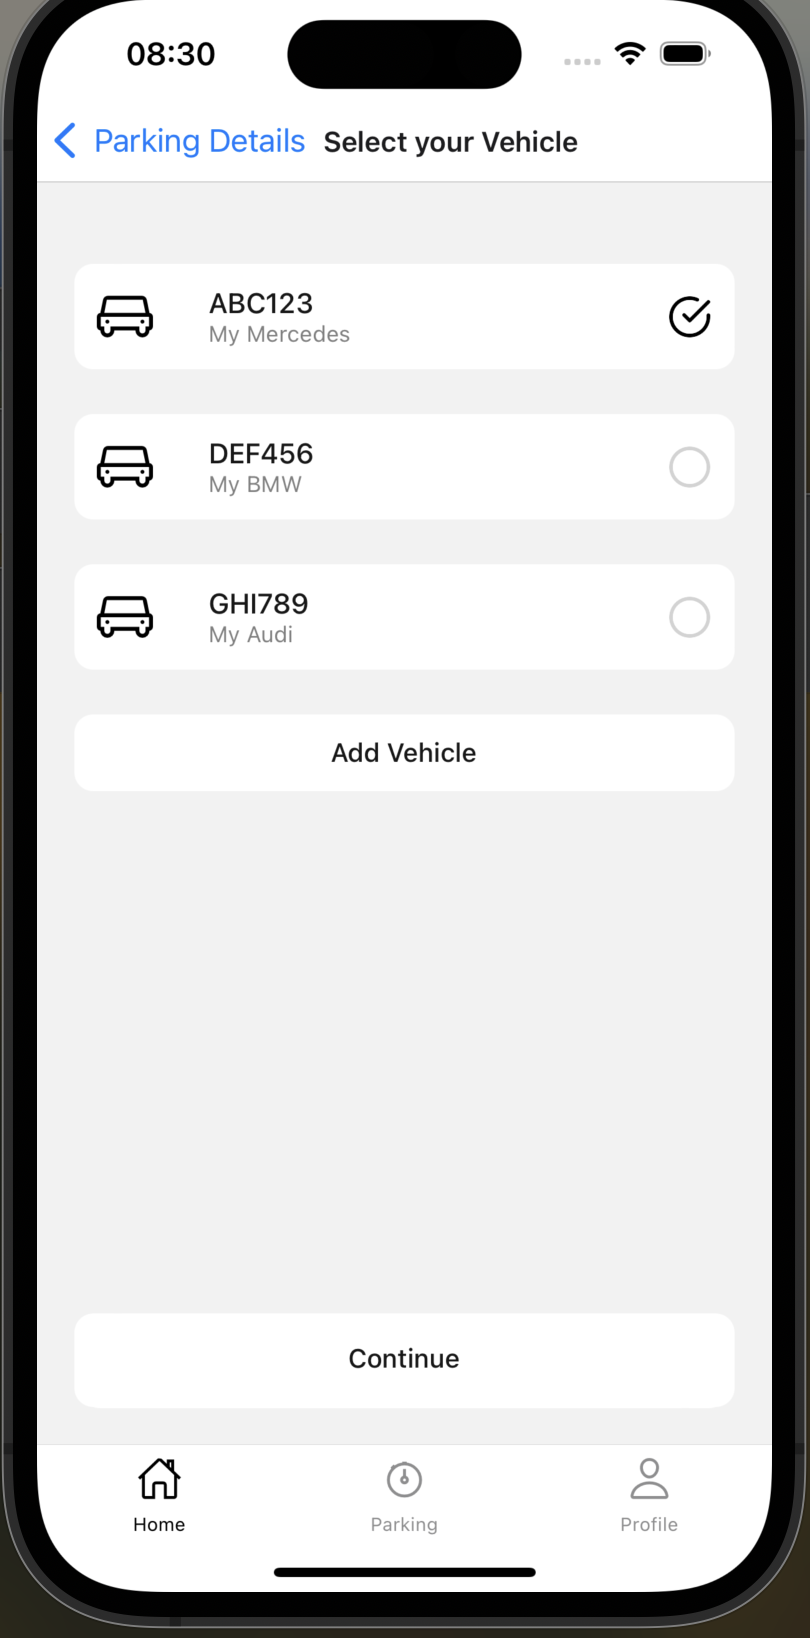 08:30
Parking Details Select your Vehicle
ABC123
My Mercedes
DEF456
My BMW
GHI789
My Audi
Add Vehicle
Continue
Home Parking Profile